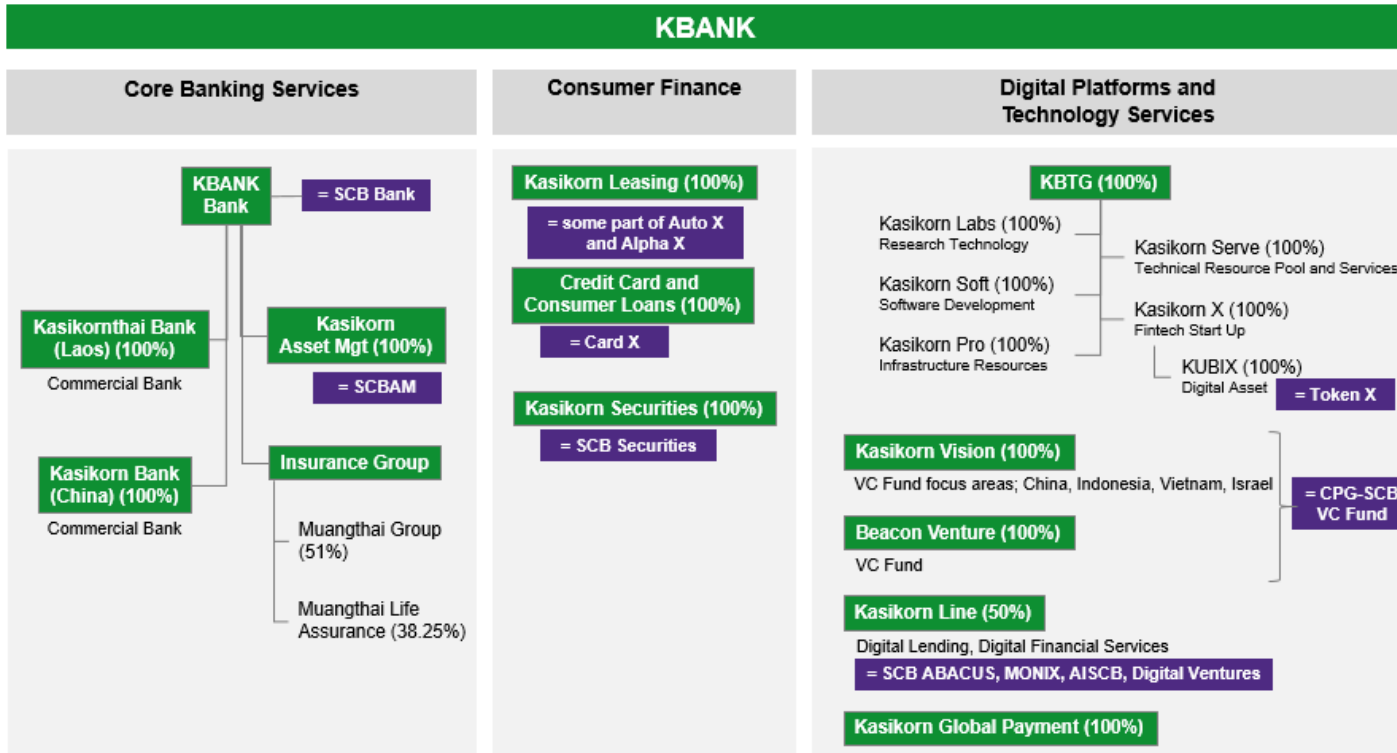 KBANK
Core Banking Services
KBANK
Bank
= SCB Bank
Kasikornthai Bank
(Laos) (100%)
Commercial Bank
Kasikorn
Asset Mgt (100%)
= SCBAM
Kasikorn Bank
(China) (100%)
Commercial Bank
Insurance Group
Muangthai Group
(51%)
Muangthai Life
Assurance (38.25%)
Consumer Finance
Kasikorn Leasing (100%)
= some part of Auto X
and Alpha X
Credit Card and
Consumer Loans (100%)
= Card X
Kasikorn Securities (100%)
= SCB Securities
Digital Platforms and
Technology Services
KBTG (100%)
Kasikorn Labs (100%)
Research Technology
Kasikorn Serve (100%)
Technical Resource Pool and Services
Kasikorn Soft (100%)
Software Development
Kasikorn X (100%)
Fintech Start Up
Kasikorn Pro (100%)
Infrastructure Resources
KUBIX (100%)
Digital Asset
= Token X
Kasikorn Vision (100%)
VC Fund focus areas; China, Indonesia, Vietnam, Israel
= CPG-SCB
VC Fund
Beacon Venture (100%)
VC Fund
Kasikorn Line (50%)
Digital Lending, Digital Financial Services
= SCB ABACUS, MONIX, AISCB, Digital Ventures
Kasikorn Global Payment (100%)